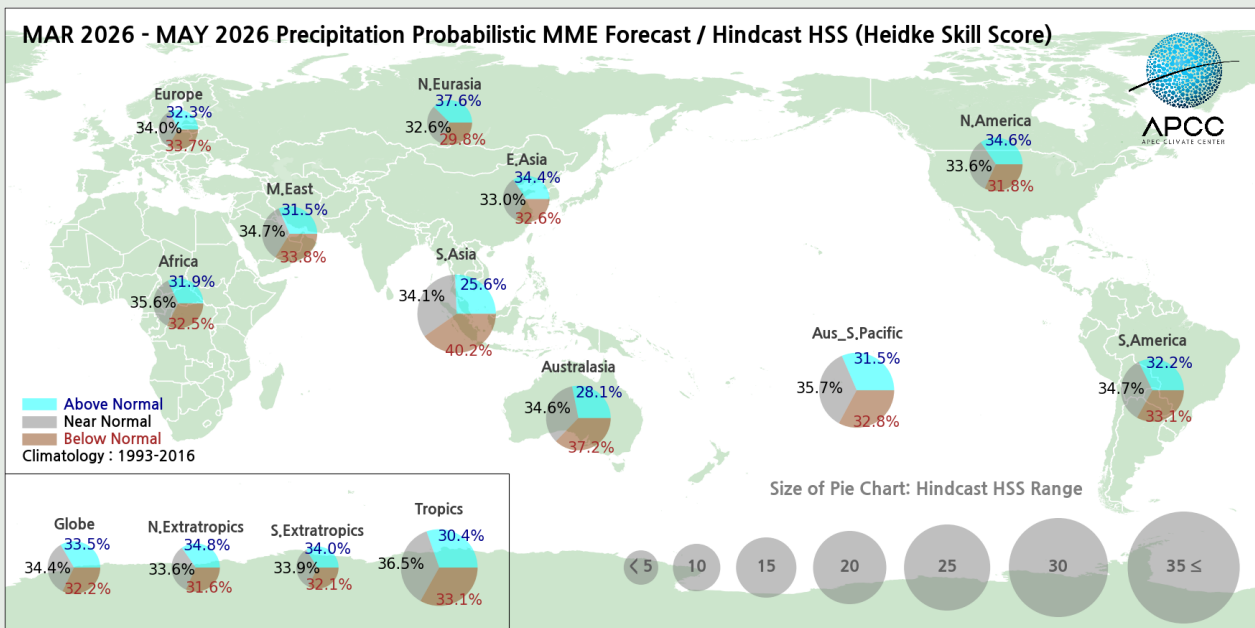 MAR 2026 - MAY 2026 Precipitation Probabilistic MME Forecast / Hindcast HSS (Heidke Skill Score)
APCC
APEC CLIMATE CENTER
Europe
32.3%
34.0%
33.7%
N.Eurasia
37.6%
32.6%
29.8%
N.America
34.6%
33.6%
31.8%
E.Asia
34.4%
33.0%
32.6%
M.East
31.5%
34.7%
33.8%
Africa
31.9%
35.6%
32.5%
S.Asia
25.6%
34.1%
40.2%
Aus_S.Pacific
31.5%
35.7%
32.8%
S.America
32.2%
34.7%
33.1%
Australasia
28.1%
34.6%
37.2%
Above Normal
Near Normal
Below Normal
Climatology : 1993-2016
Globe
33.5%
34.4%
32.2%
N.Extratropics
34.8%
33.6%
31.6%
S.Extratropics
34.0%
33.9%
32.1%
Tropics
30.4%
36.5%
33.1%
Size of Pie Chart: Hindcast HSS Range
< 5 10 15 20 25 30 35 ≤